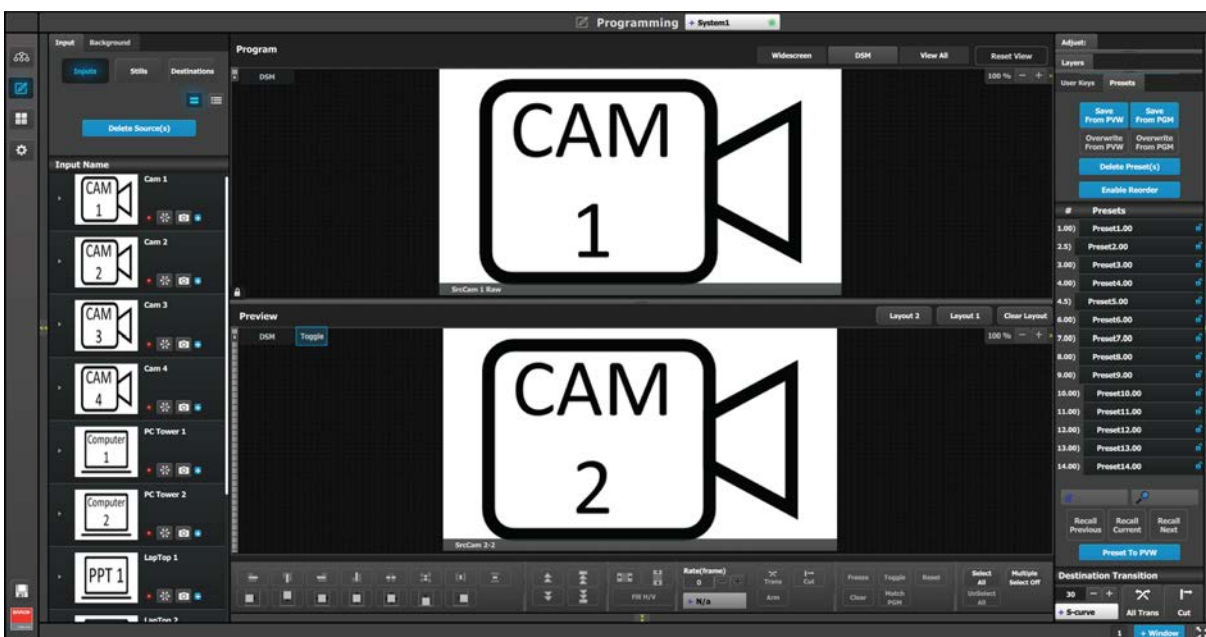 Programming + System1
Input Background
Inputs Stills Destinations
Delete Source(s)
Input Name
CAM 1 Cam 1
CAM 2 Cam 2
CAM 3 Cam 3
CAM 4 Cam 4
Computer 1 PC Tower 1
Computer 2 PC Tower 2
PPT 1 LapTop 1
LapTop 2
Program
Widescreen DSM View All Reset View
DSM 100 % - +
CAM
1
SrcCam 1 Raw
Preview
Layout 2 Layout 1 Clear Layout
DSM Toggle 100 % - +
CAM
2
SrcCam 2-2
Fill H/V
Rate(frame)
0 - +
+ N/a
Trans Cut
Arm
Freeze Toggle Reset
Clear Match PGM
Select All Multiple Select Off
UnSelect All
Adjust:
Layers
User Keys Presets
Save From PVW Save From PGM
Overwrite From PVW Overwrite From PGM
Delete Preset(s)
Enable Reorder
# Presets
1.00) Preset1.00
2.5) Preset2.00
3.00) Preset3.00
4.00) Preset4.00
4.5) Preset5.00
6.00) Preset6.00
7.00) Preset7.00
8.00) Preset8.00
9.00) Preset9.00
10.00) Preset10.00
11.00) Preset11.00
12.00) Preset12.00
13.00) Preset13.00
14.00) Preset14.00
#
Recall Previous Recall Current Recall Next
Preset To PVW
Destination Transition
30 - +
+ S-curve All Trans Cut
1 + Window